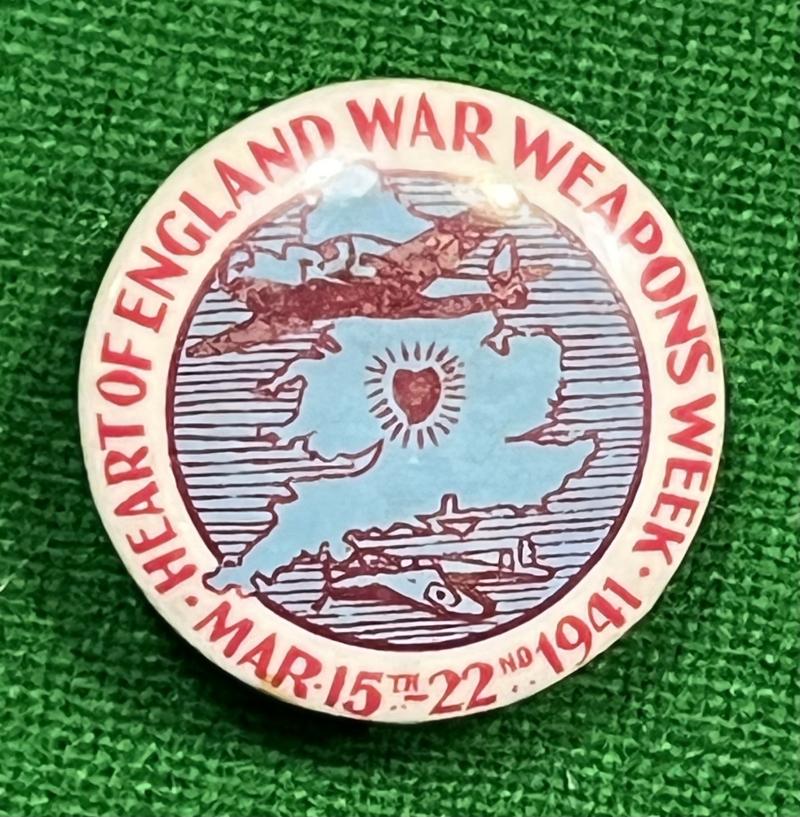 HEART OF ENGLAND WAR WEAPONS WEEK
· MAR · 15TH - 22ND 1941 ·